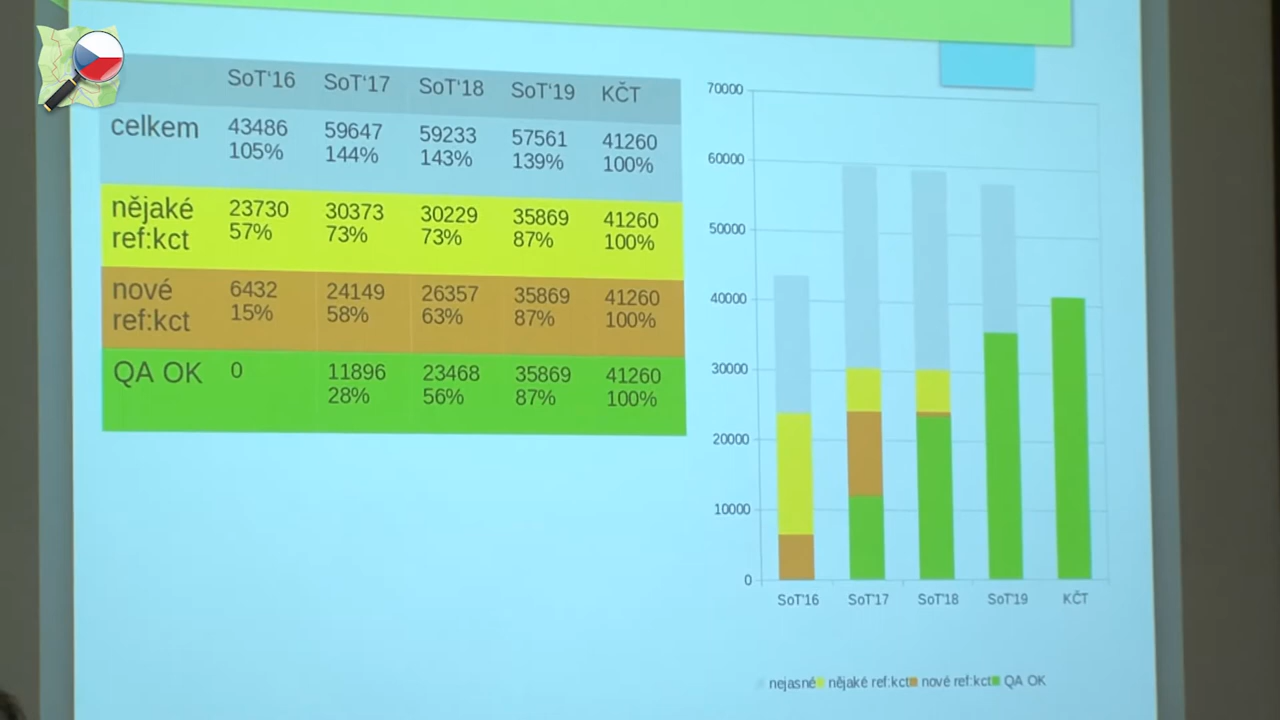 SoT'16 SoT'17 SoT'18 SoT'19 KČT
celkem 43486 59647 59233 57561 41260
105% 144% 143% 139% 100%
nějaké 23730 30373 30229 35869 41260
ref:kct 57% 73% 73% 87% 100%
nové 6432 24149 26357 35869 41260
ref:kct 15% 58% 63% 87% 100%
QA OK 0 11896 23468 35869 41260
28% 56% 87% 100%
70000
60000
50000
40000
30000
20000
10000
0
SoT'16 SoT'17 SoT'18 SoT'19 KČT
nejasné nějaké ref:kct nové ref:kct QA OK